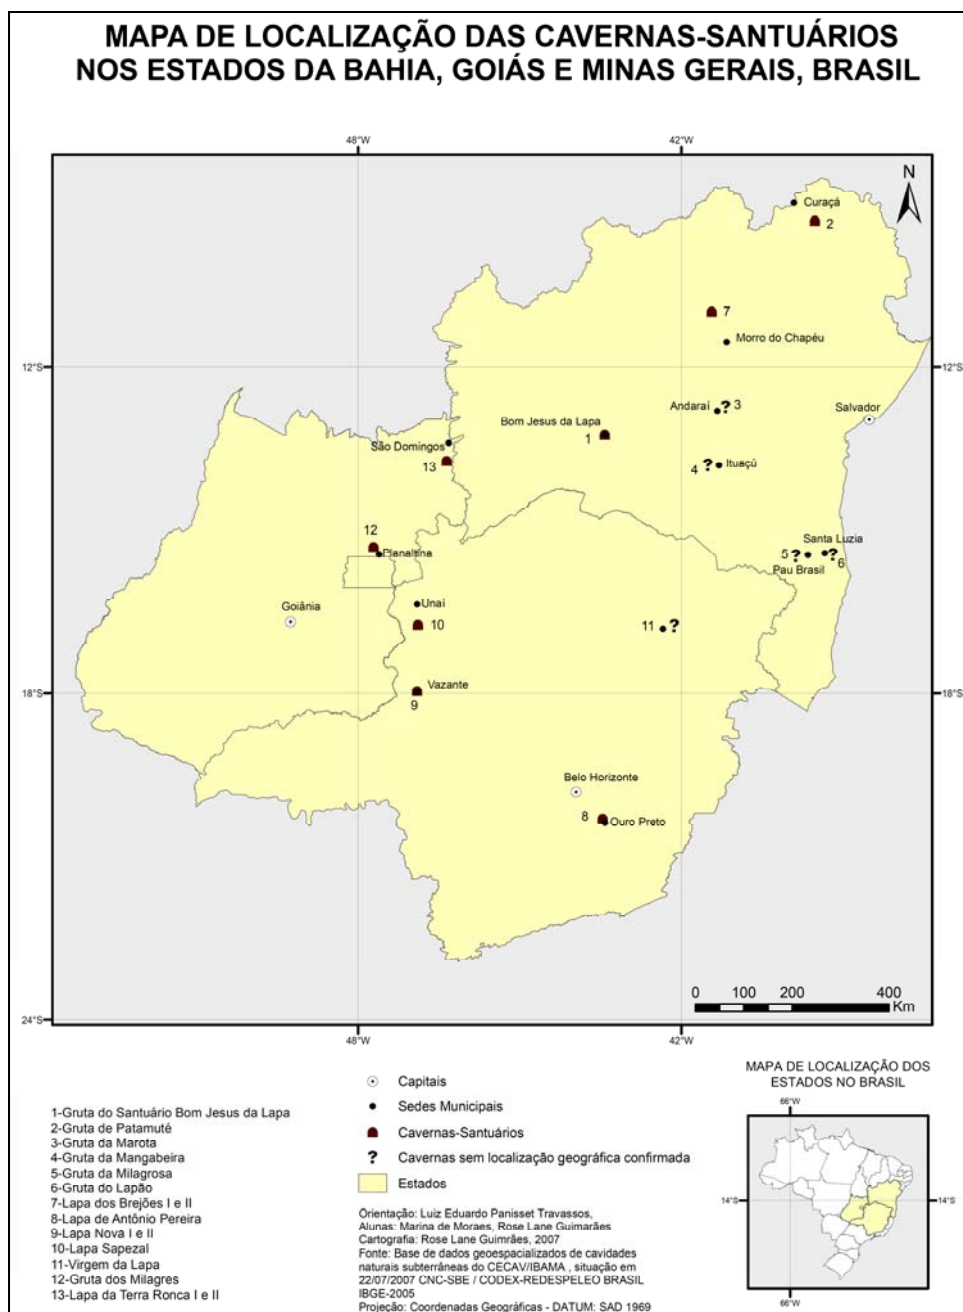 MAPA DE LOCALIZAÇÃO DAS CAVERNAS-SANTUÁRIOS
NOS ESTADOS DA BAHIA, GOIÁS E MINAS GERAIS, BRASIL
48°W
42°W
N
Curaçá
2
7
Morro do Chapéu
12°S
12°S
Andaraí
? 3
Salvador
Bom Jesus da Lapa
1
São Domingos
13
4
?
Ituaçú
12
Planaltina
Santa Luzia
5 ?
?
6
Pau Brasil
Unaí
Goiânia
10
11
?
Vazante
9
18°S
18°S
Belo Horizonte
8
Ouro Preto
0 100 200 400
Km
24°S
48°W
42°W
1-Gruta do Santuário Bom Jesus da Lapa
2-Gruta de Patamuté
3-Gruta da Marota
4-Gruta da Mangabeira
5-Gruta da Milagrosa
6-Gruta do Lapão
7-Lapa dos Brejões I e II
8-Lapa de Antônio Pereira
9-Lapa Nova I e II
10-Lapa Sapezal
11-Virgem da Lapa
12-Gruta dos Milagres
13-Lapa da Terra Ronca I e II
Capitais
Sedes Municipais
Cavernas-Santuários
? Cavernas sem localização geográfica confirmada
Estados
Orientação: Luiz Eduardo Panisset Travassos,
Alunas: Marina de Moraes, Rose Lane Guimarães
Cartografia: Rose Lane Guimrães, 2007
Fonte: Base de dados geoespacializados de cavidades
naturais subterrâneas do CECAV/IBAMA , situação em
22/07/2007 CNC-SBE / CODEX-REDESPELEO BRASIL
IBGE-2005
Projeção: Coordenadas Geográficas - DATUM: SAD 1969
MAPA DE LOCALIZAÇÃO DOS
ESTADOS NO BRASIL
66°W
14°S
14°S
66°W